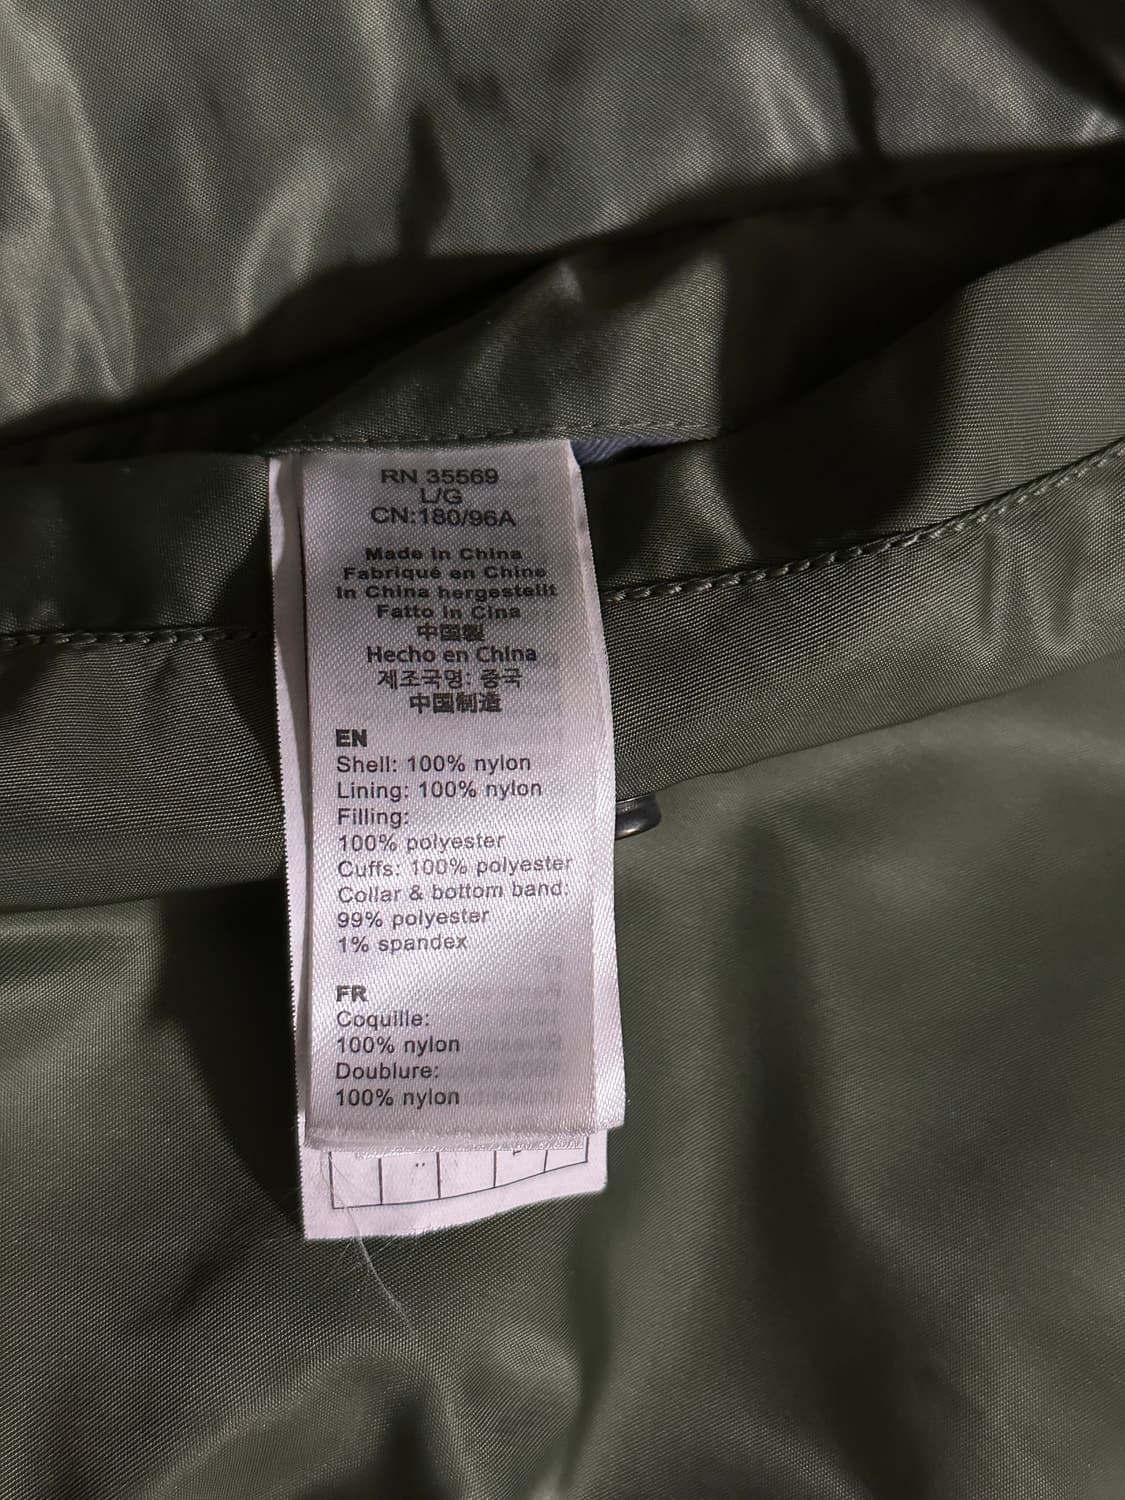 RN 35569
L/G
CN:180/96A
Made in China
Fabriqué en Chine
In China hergestellt
Fatto in Cina
中国製
Hecho en China
제조국명: 중국
中国制造
EN
Shell: 100% nylon
Lining: 100% nylon
Filling:
100% polyester
Cuffs: 100% polyester
Collar & bottom band:
99% polyester
1% spandex
FR
Coquille:
100% nylon
Doublure:
100% nylon